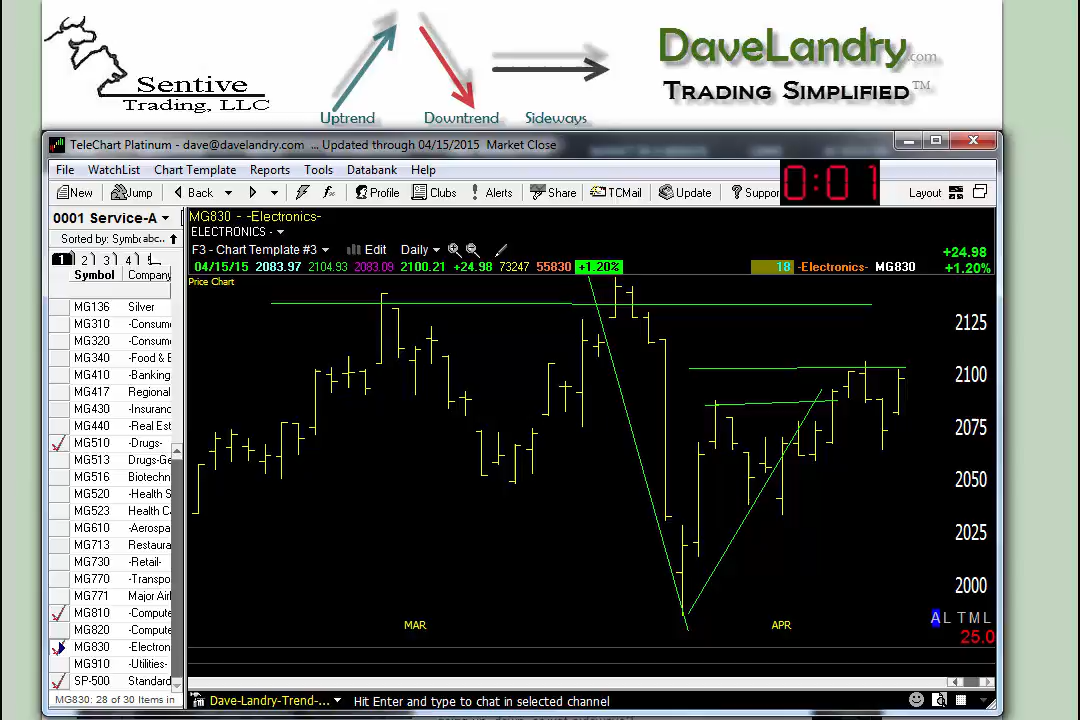 Sentive
Trading, LLC
Uptrend
Downtrend
Sideways
DaveLandry.com
TRADING SIMPLIFIED™
TeleChart Platinum - dave@davelandry.com ... Updated through 04/15/2015 Market Close
File WatchList Chart Template Reports Tools Databank Help
New Jump Back Profile Clubs Alerts Share TCMail Update Suppor
0:01
Layout
0001 Service-A
Sorted by: Symbol
1 2 3 4
Symbol Company
MG136 Silver
MG310 -Consum
MG320 -Consum
MG340 -Food & B
MG410 -Banking
MG417 Regional
MG430 -Insuranc
MG440 -Real Est
MG510 -Drugs-
MG513 Drugs-Ge
MG516 Biotechn
MG520 -Health S
MG523 Health Ca
MG610 -Aerospa
MG713 Restaura
MG730 -Retail-
MG770 -Transpo
MG775 Major Air
MG810 -Compute
MG820 -Compute
MG830 -Electron
MG910 -Utilities-
SP-500 Standard
MG830: 28 of 30 Items in
MG830 - -Electronics-
ELECTRONICS -
F3 - Chart Template #3 Edit Daily
04/15/15 2083.97 2104.93 2083.09 2100.21 +24.98 73247 55830 +1.20%
18 -Electronics- MG830
+24.98
+1.20%
Price Chart
2125
2100
2075
2050
2025
2000
MAR
APR
A L T M L
25.0
Dave-Landry-Trend-...
Hit Enter and type to chat in selected channel